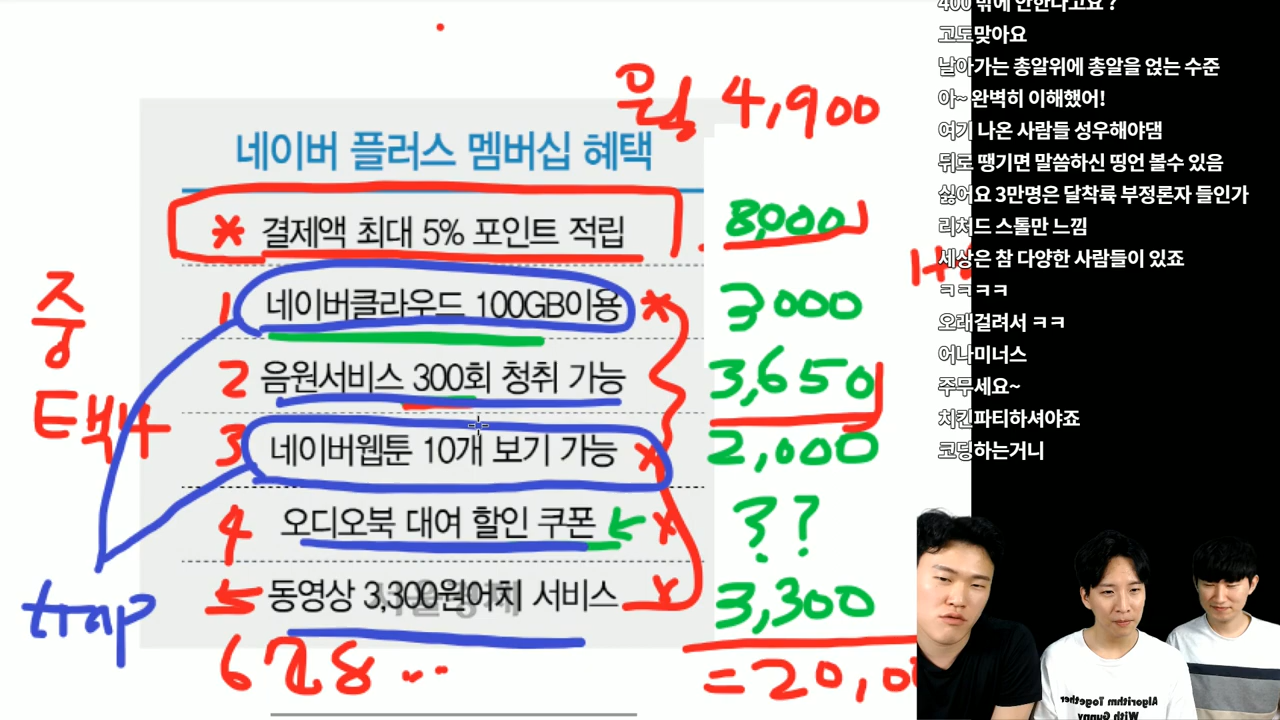 월 4,900
네이버 플러스 멤버십 혜택
* 결제액 최대 5% 포인트 적립 8,000
1 네이버클라우드 100GB이용 * 3000
2 음원서비스 300회 청취 가능 3,650
3 네이버웹툰 10개 보기 가능 2,000
4 오디오북 대여 할인 쿠폰 ??
5 동영상 3,300원어치 서비스 3,300
6 ...
= 20,0
중
택
trap
400 밖에 안한다고요 ?
고도맞아요
날아가는 총알위에 총알을 얹는 수준
아~ 완벽히 이해했어!
여기 나온 사람들 성우해야댐
뒤로 땡기면 말씀하신 띵언 볼수 있음
싫어요 3만명은 달착륙 부정론자 들인가
리처드 스톨만 느낌
세상은 참 다양한 사람들이 있죠
ㅋㅋㅋㅋ
오래걸려서 ㅋㅋ
어나미너스
주무세요~
치킨파티하셔야죠
코딩하는거니
Algorithm Together
With Gunny